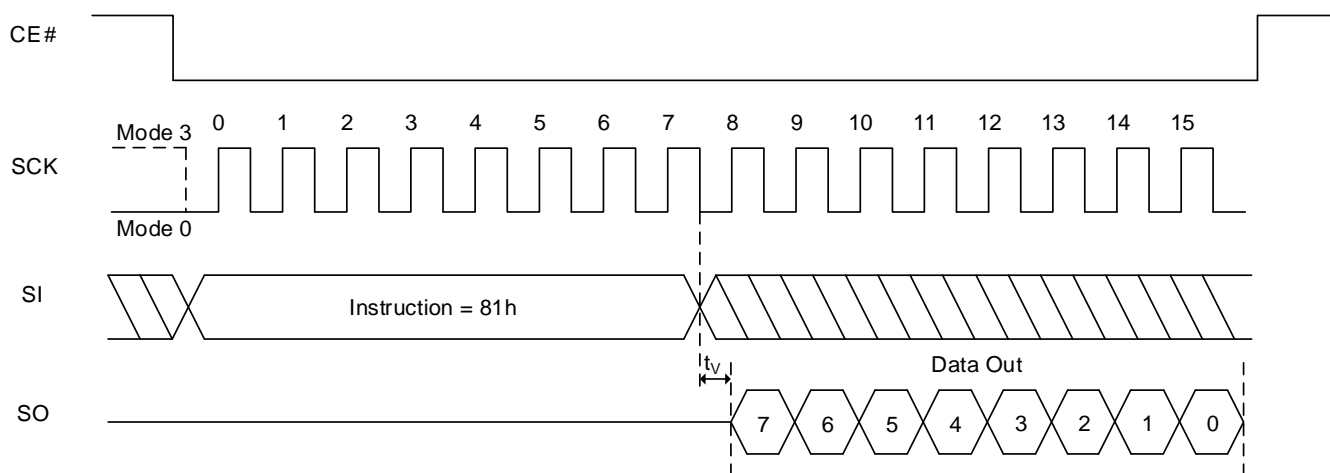 CE#
0 1 2 3 4 5 6 7 8 9 10 11 12 13 14 15
Mode 3
SCK
Mode 0
SI
Instruction = 81h
tV
Data Out
SO
7 6 5 4 3 2 1 0